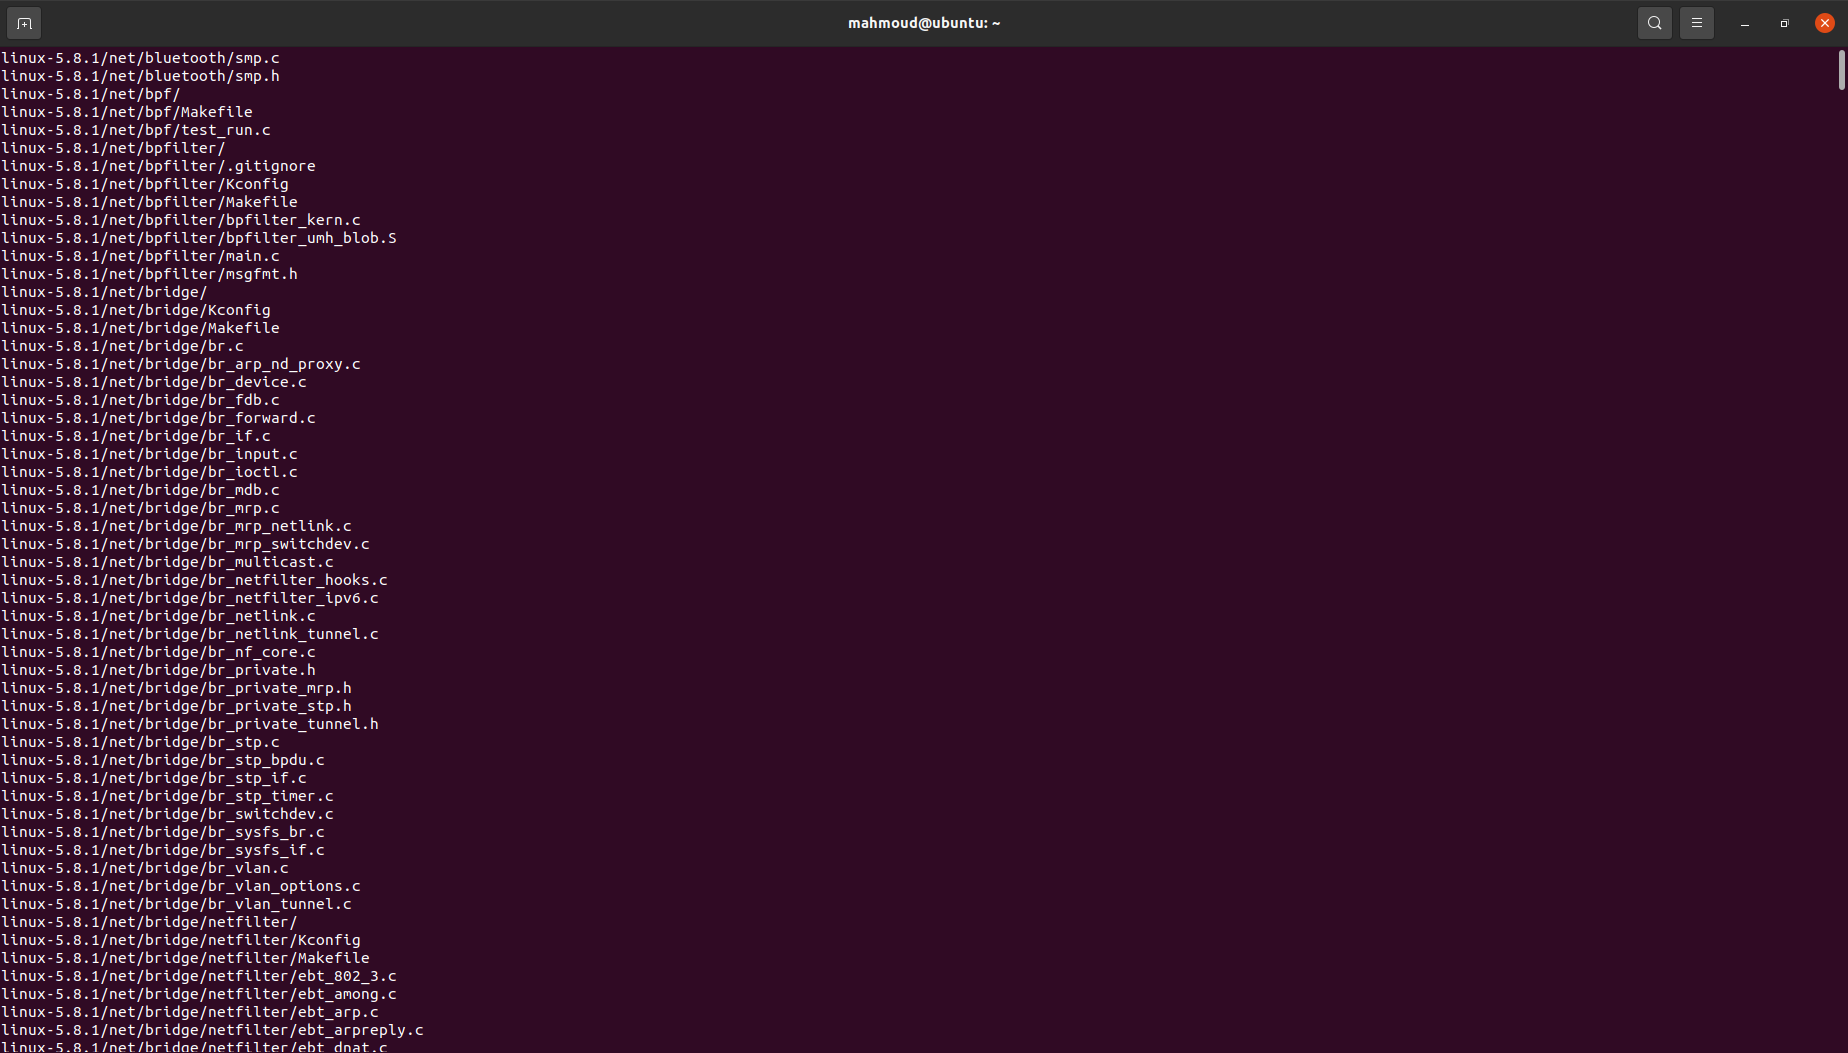 mahmoud@ubuntu: ~
linux-5.8.1/net/bluetooth/smp.c
linux-5.8.1/net/bluetooth/smp.h
linux-5.8.1/net/bpf/
linux-5.8.1/net/bpf/Makefile
linux-5.8.1/net/bpf/test_run.c
linux-5.8.1/net/bpfilter/
linux-5.8.1/net/bpfilter/.gitignore
linux-5.8.1/net/bpfilter/Kconfig
linux-5.8.1/net/bpfilter/Makefile
linux-5.8.1/net/bpfilter/bpfilter_kern.c
linux-5.8.1/net/bpfilter/bpfilter_umh_blob.S
linux-5.8.1/net/bpfilter/main.c
linux-5.8.1/net/bpfilter/msgfmt.h
linux-5.8.1/net/bridge/
linux-5.8.1/net/bridge/Kconfig
linux-5.8.1/net/bridge/Makefile
linux-5.8.1/net/bridge/br.c
linux-5.8.1/net/bridge/br_arp_nd_proxy.c
linux-5.8.1/net/bridge/br_device.c
linux-5.8.1/net/bridge/br_fdb.c
linux-5.8.1/net/bridge/br_forward.c
linux-5.8.1/net/bridge/br_if.c
linux-5.8.1/net/bridge/br_input.c
linux-5.8.1/net/bridge/br_ioctl.c
linux-5.8.1/net/bridge/br_mdb.c
linux-5.8.1/net/bridge/br_mrp.c
linux-5.8.1/net/bridge/br_mrp_netlink.c
linux-5.8.1/net/bridge/br_mrp_switchdev.c
linux-5.8.1/net/bridge/br_multicast.c
linux-5.8.1/net/bridge/br_netfilter_hooks.c
linux-5.8.1/net/bridge/br_netfilter_ipv6.c
linux-5.8.1/net/bridge/br_netlink.c
linux-5.8.1/net/bridge/br_netlink_tunnel.c
linux-5.8.1/net/bridge/br_nf_core.c
linux-5.8.1/net/bridge/br_private.h
linux-5.8.1/net/bridge/br_private_mrp.h
linux-5.8.1/net/bridge/br_private_stp.h
linux-5.8.1/net/bridge/br_private_tunnel.h
linux-5.8.1/net/bridge/br_stp.c
linux-5.8.1/net/bridge/br_stp_bpdu.c
linux-5.8.1/net/bridge/br_stp_if.c
linux-5.8.1/net/bridge/br_stp_timer.c
linux-5.8.1/net/bridge/br_switchdev.c
linux-5.8.1/net/bridge/br_sysfs_br.c
linux-5.8.1/net/bridge/br_sysfs_if.c
linux-5.8.1/net/bridge/br_vlan.c
linux-5.8.1/net/bridge/br_vlan_options.c
linux-5.8.1/net/bridge/br_vlan_tunnel.c
linux-5.8.1/net/bridge/netfilter/
linux-5.8.1/net/bridge/netfilter/Kconfig
linux-5.8.1/net/bridge/netfilter/Makefile
linux-5.8.1/net/bridge/netfilter/ebt_802_3.c
linux-5.8.1/net/bridge/netfilter/ebt_among.c
linux-5.8.1/net/bridge/netfilter/ebt_arp.c
linux-5.8.1/net/bridge/netfilter/ebt_arpreply.c
linux-5.8.1/net/bridge/netfilter/ebt_dnat.c